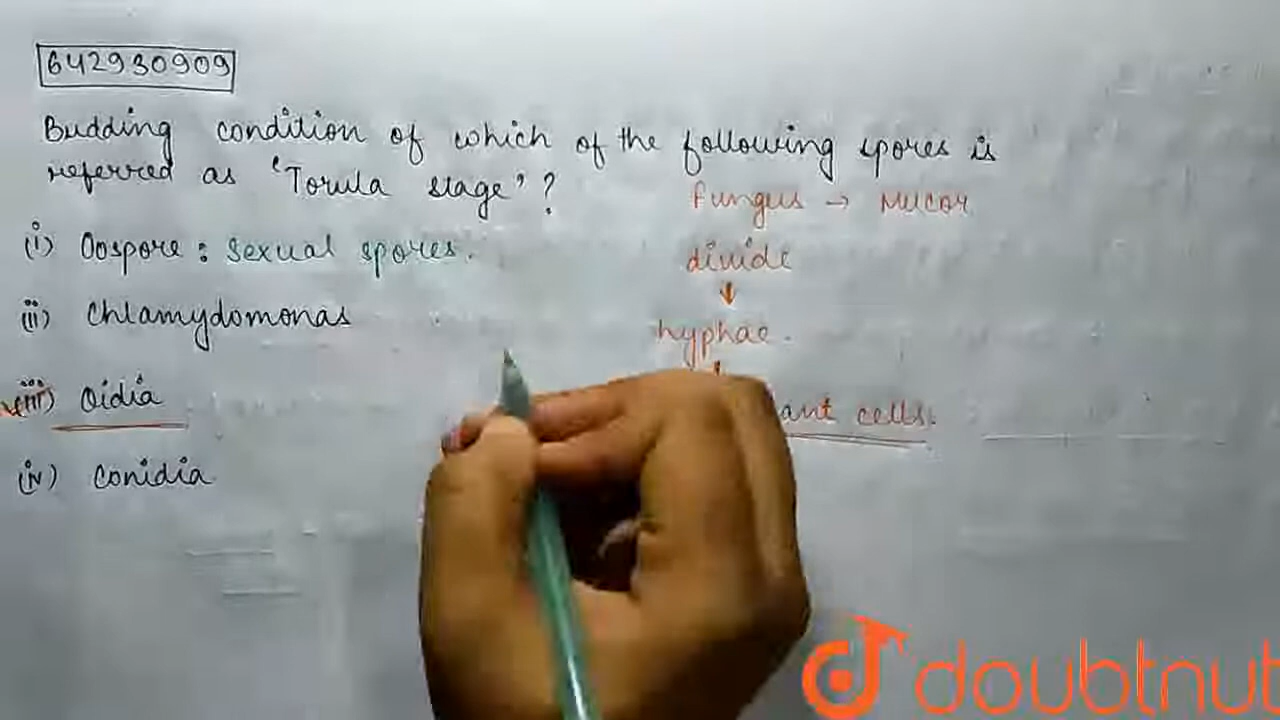 642930909
Budding condition of which of the following spores is
referred as 'Torula stage'?
(i) Oospore: sexual spores.
(ii) Chlamydomonas
(iii) Oidia
(iv) Conidia
fungus → Mucor
divide
↓
hyphae.
cells.
doubtnut